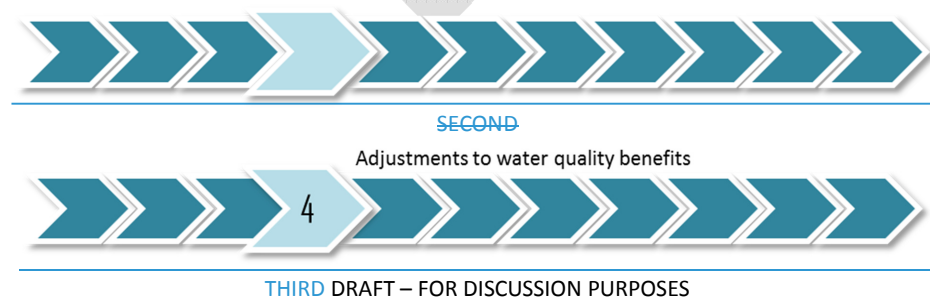 SECOND
Adjustments to water quality benefits
4
THIRD DRAFT – FOR DISCUSSION PURPOSES